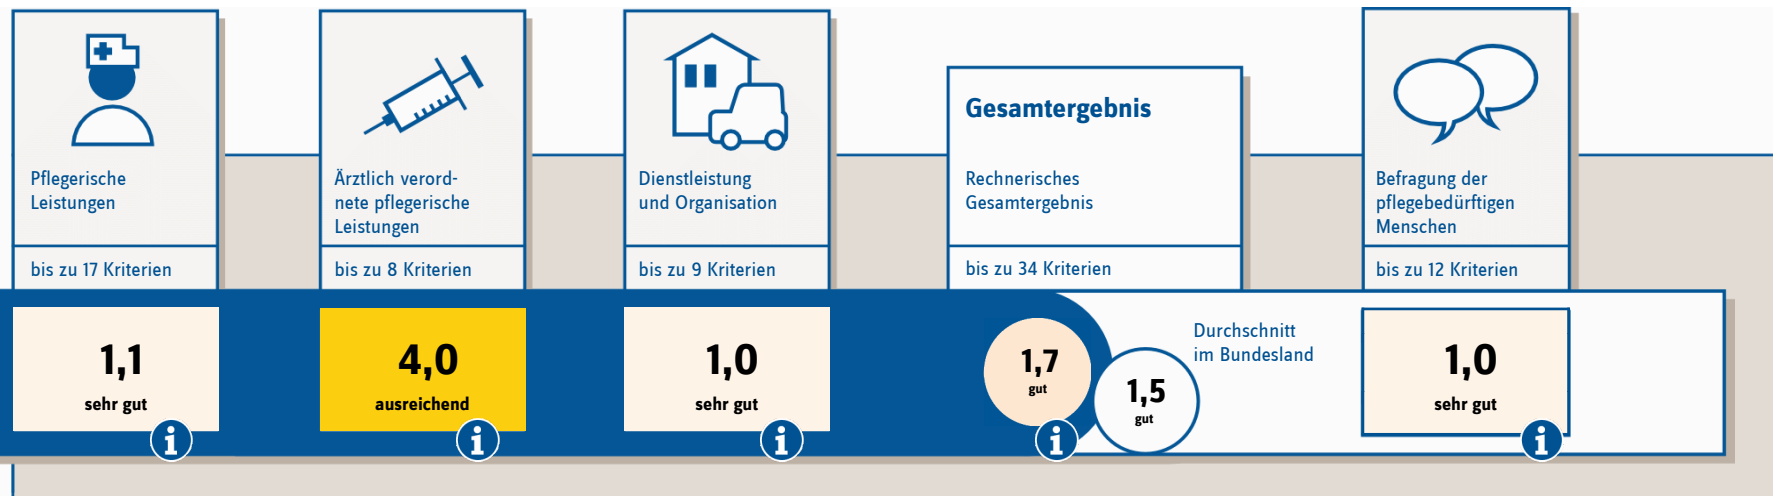 Pflegerische
Leistungen
bis zu 17 Kriterien
1,1
sehr gut
i
Ärztlich verord-
nete pflegerische
Leistungen
bis zu 8 Kriterien
4,0
ausreichend
i
Dienstleistung
und Organisation
bis zu 9 Kriterien
1,0
sehr gut
i
Gesamtergebnis
Rechnerisches
Gesamtergebnis
bis zu 34 Kriterien
1,7
gut
i
Durchschnitt
im Bundesland
1,5
gut
Befragung der
pflegebedürftigen
Menschen
bis zu 12 Kriterien
1,0
sehr gut
i